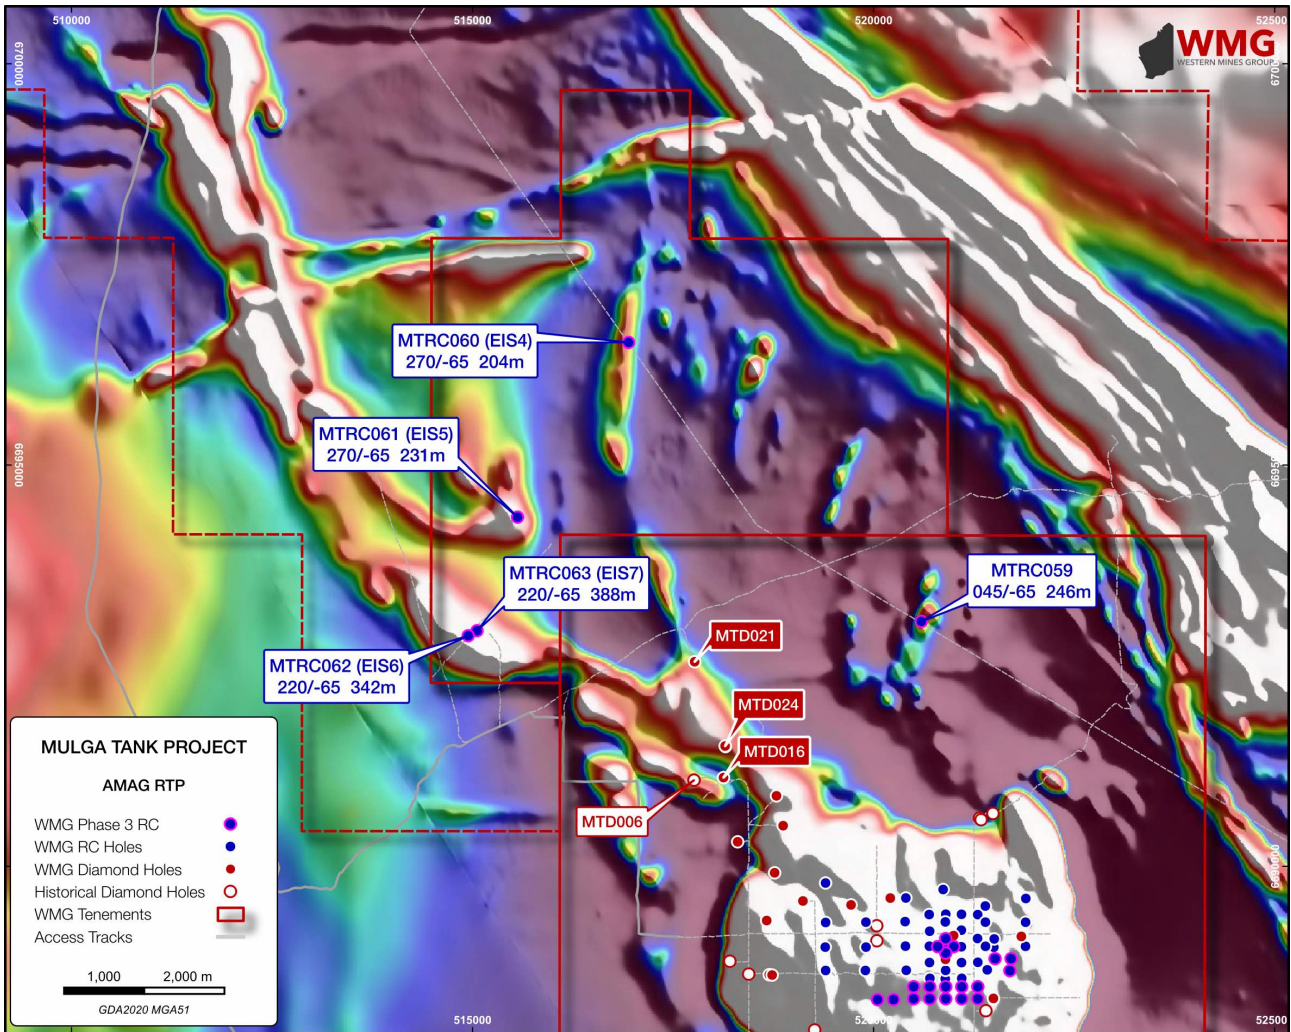 510000
515000
520000
52500
WMG
WESTERN MINES GROUP
6700000
MTRC060 (EIS4)
270/-65 204m
MTRC061 (EIS5)
270/-65 231m
6695000
MTRC063 (EIS7)
220/-65 388m
MTRC059
045/-65 246m
MTRC062 (EIS6)
220/-65 342m
MTD021
MTD024
MTD016
MTD006
MULGA TANK PROJECT
AMAG RTP
WMG Phase 3 RC
WMG RC Holes
WMG Diamond Holes
Historical Diamond Holes
WMG Tenements
Access Tracks
1,000
2,000 m
GDA2020 MGA51
6690000
515000
520000
52500